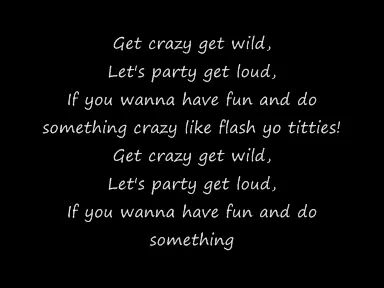 Get crazy get wild,
Let's party get loud,
If you wanna have fun and do
something crazy like flash yo titties!
Get crazy get wild,
Let's party get loud,
If you wanna have fun and do
something